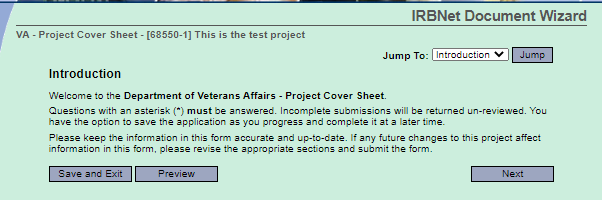 IRBNet Document Wizard
VA - Project Cover Sheet - [68550-1] This is the test project
Jump To: Introduction Jump
Introduction
Welcome to the Department of Veterans Affairs - Project Cover Sheet.
Questions with an asterisk (*) must be answered. Incomplete submissions will be returned un-reviewed. You
have the option to save the application as you progress and complete it at a later time.
Please keep the information in this form accurate and up-to-date. If any future changes to this project affect
information in this form, please revise the appropriate sections and submit the form.
Save and Exit Preview Next